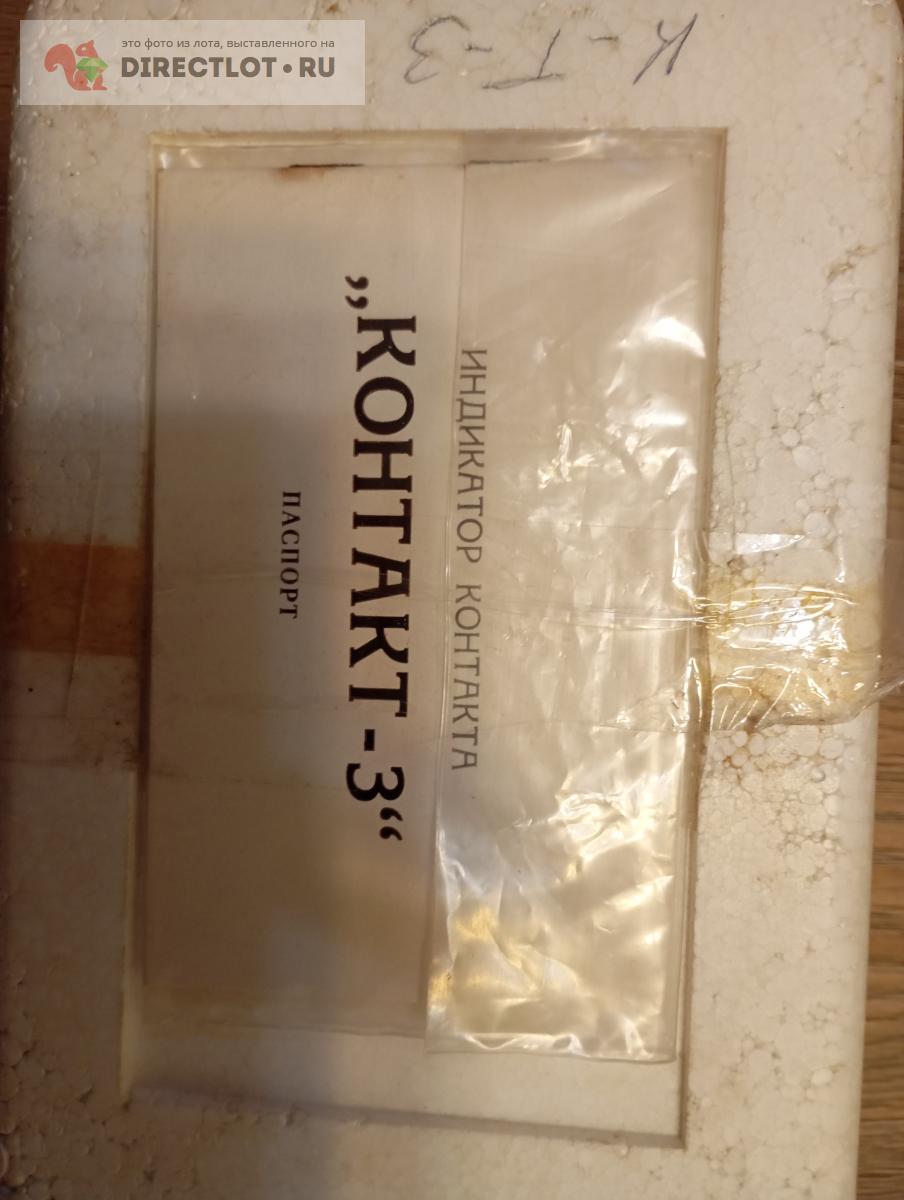 это фото из лота, выставленного на
DIRECTLOT•RU
К-Т-3
ИНДИКАТОР КОНТАКТА
„КОНТАКТ-3“
ПАСПОРТ